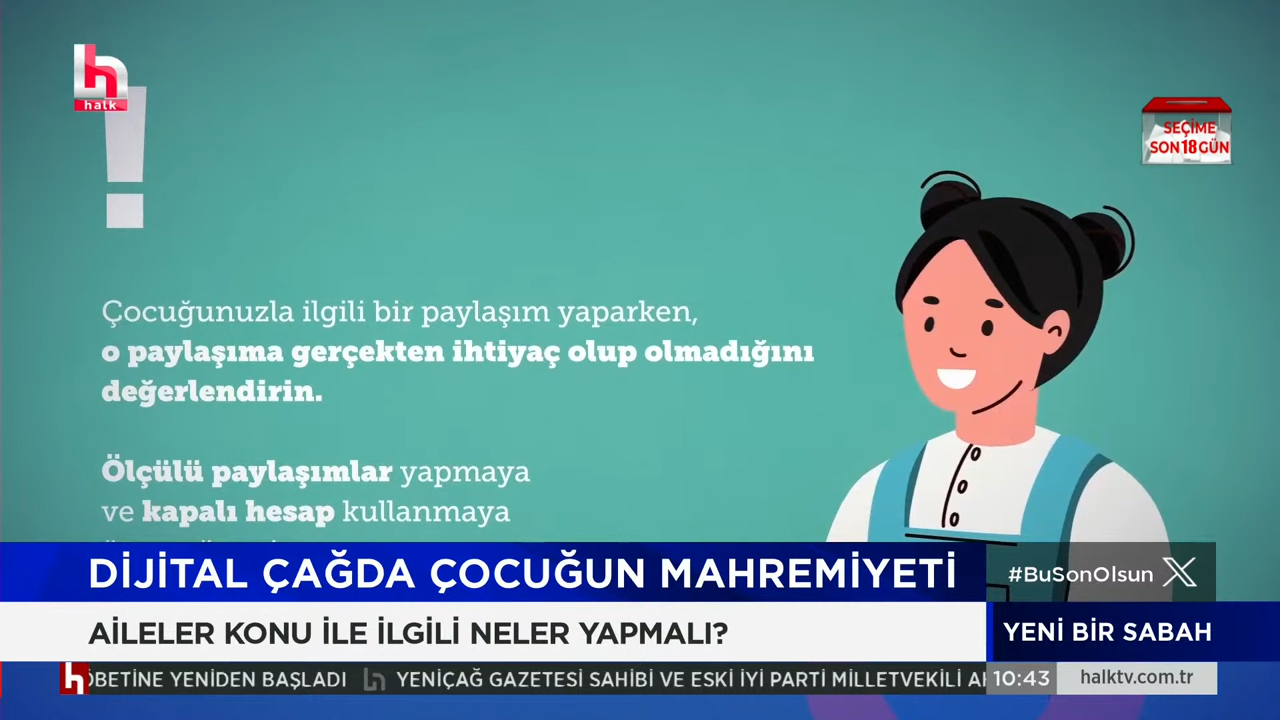 halk
!
SEÇİME
SON 18 GÜN
Çocuğunuzla ilgili bir paylaşım yaparken,
o paylaşıma gerçekten ihtiyaç olup olmadığını
değerlendirin.
Ölçülü paylaşımlar yapmaya
ve kapalı hesap kullanmaya
DİJİTAL ÇAĞDA ÇOCUĞUN MAHREMİYETİ
#BuSonOlsun X
AİLELER KONU İLE İLGİLİ NELER YAPMALI?
YENİ BİR SABAH
YENİDEN BAŞLADI YENİÇAĞ GAZETESİ SAHİBİ VE ESKİ İYİ PARTİ MİLLETVEKİLİ
10:43
halktv.com.tr